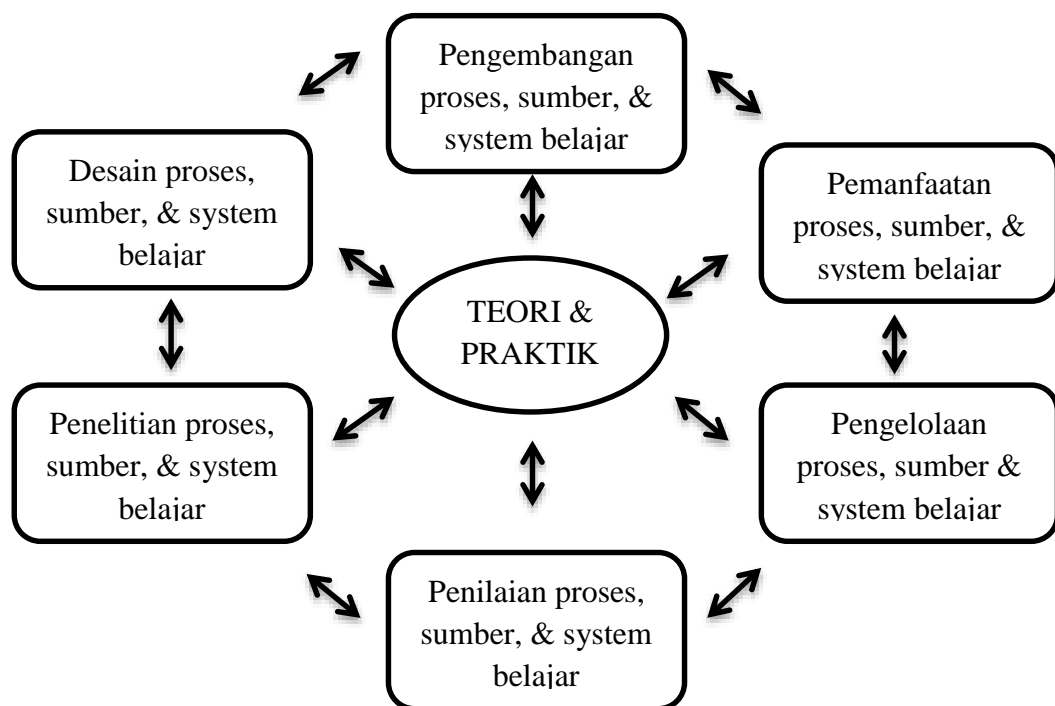 Pengembangan
proses, sumber, &
system belajar
Desain proses,
sumber, & system
belajar
Pemanfaatan
proses, sumber, &
system belajar
TEORI &
PRAKTIK
Penelitian proses,
sumber, & system
belajar
Pengelolaan
proses, sumber &
system belajar
Penilaian proses,
sumber, & system
belajar